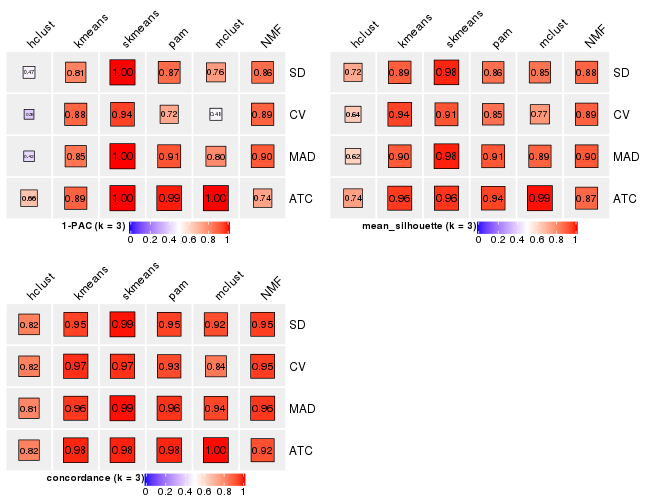 hclust kmeans skmeans pam mclust NMF
0.47 0.81 1.00 0.87 0.76 0.86 SD
0.88 0.94 0.72 0.48 0.89 CV
0.85 1.00 0.91 0.80 0.90 MAD
0.66 0.89 1.00 0.99 1.00 0.74 ATC
1-PAC (k = 3)
0 0.2 0.4 0.6 0.8 1
hclust kmeans skmeans pam mclust NMF
0.72 0.89 0.98 0.86 0.85 0.88 SD
0.64 0.94 0.91 0.85 0.77 0.89 CV
0.62 0.90 0.98 0.91 0.89 0.90 MAD
0.74 0.96 0.96 0.94 0.99 0.87 ATC
mean_silhouette (k = 3)
0 0.2 0.4 0.6 0.8 1
hclust kmeans skmeans pam mclust NMF
0.82 0.95 0.99 0.95 0.92 0.95 SD
0.82 0.97 0.97 0.93 0.84 0.95 CV
0.81 0.96 0.99 0.96 0.94 0.96 MAD
0.82 0.98 0.98 0.98 1.00 0.92 ATC
concordance (k = 3)
0 0.2 0.4 0.6 0.8 1